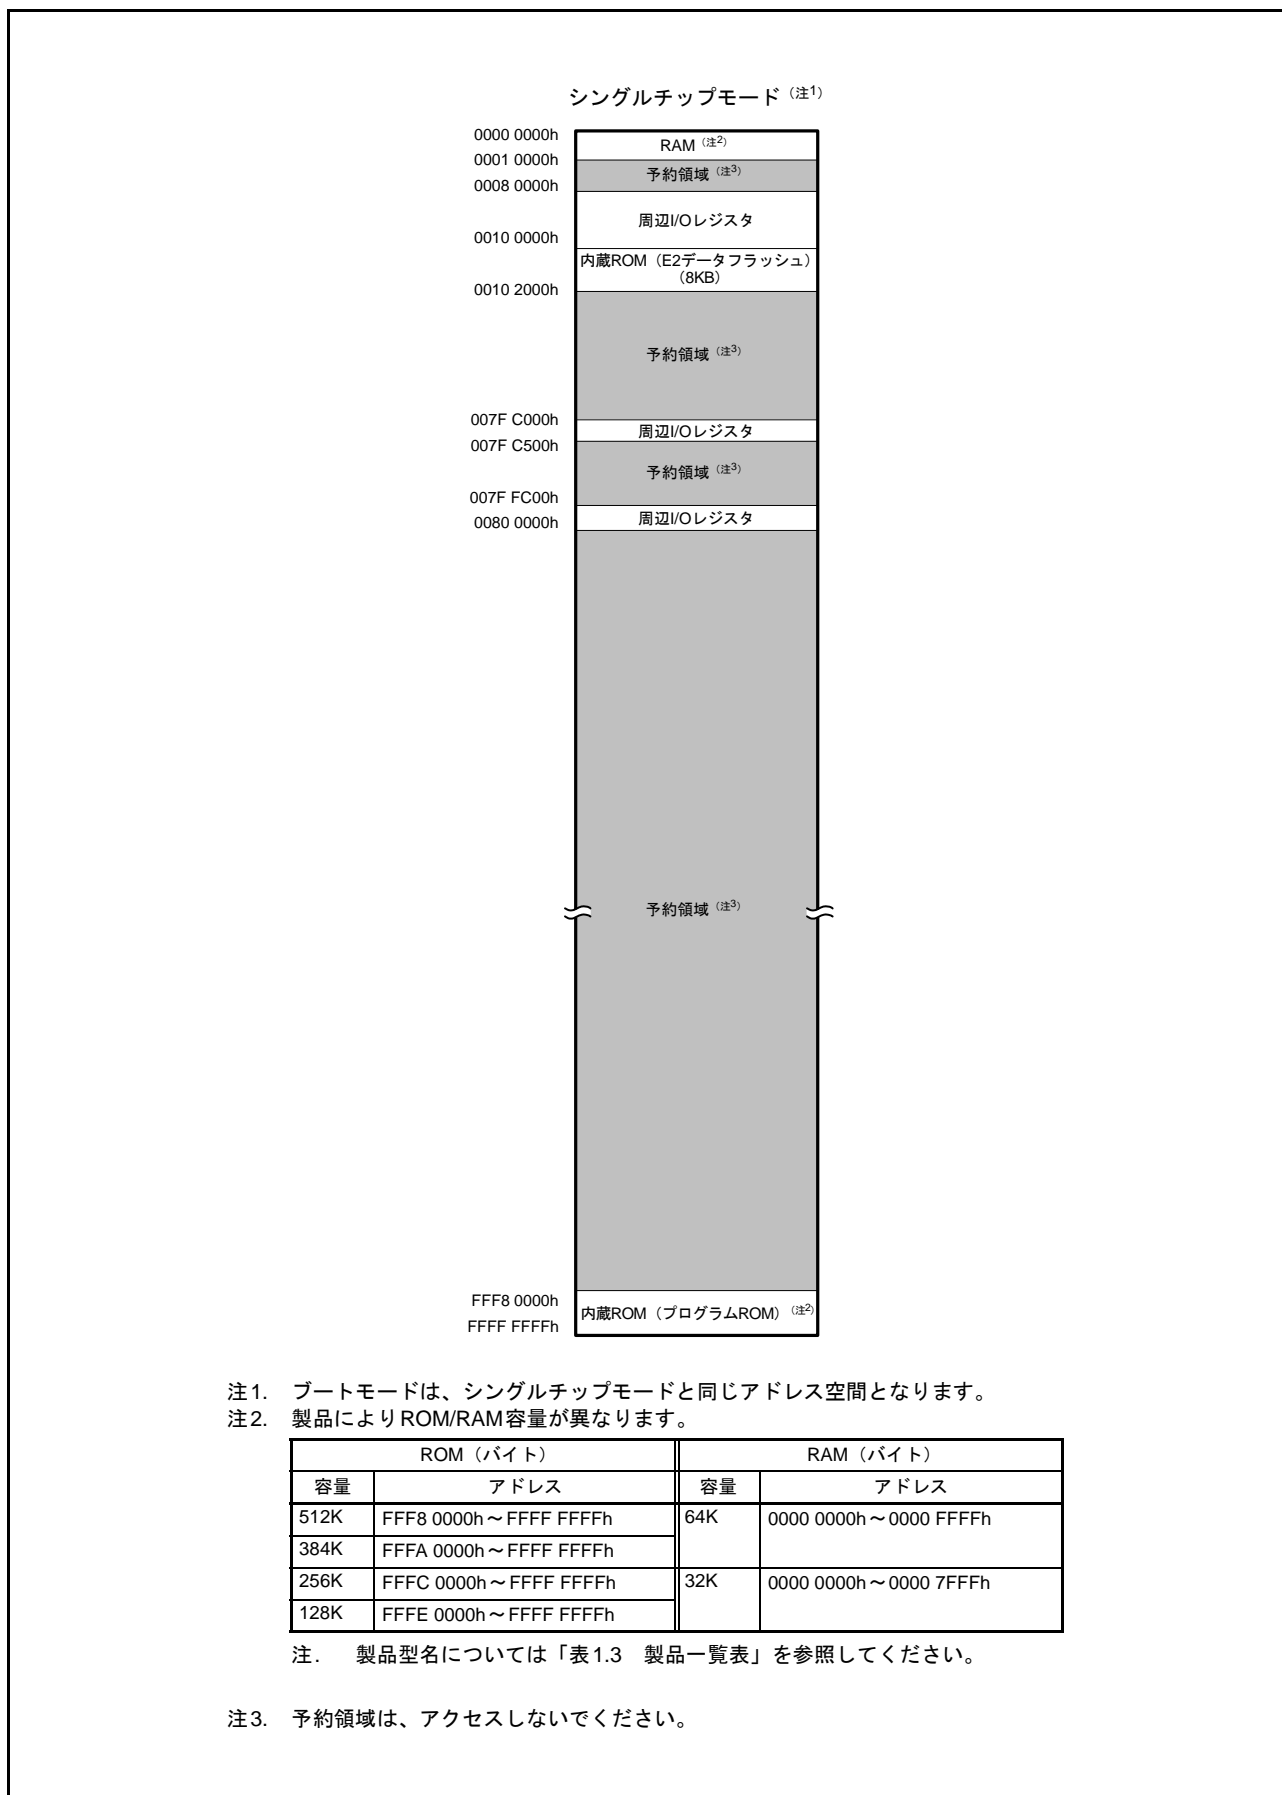 シングルチップモード（注1）
0000 0000h
RAM（注2）
0001 0000h
予約領域（注3）
0008 0000h
周辺I/Oレジスタ
0010 0000h
内蔵ROM（E2データフラッシュ）
（8KB）
0010 2000h
予約領域（注3）
007F C000h
周辺I/Oレジスタ
007F C500h
予約領域（注3）
007F FC00h
周辺I/Oレジスタ
0080 0000h
予約領域（注3）
FFF8 0000h
内蔵ROM（プログラムROM）（注2）
FFFF FFFFh
注1. ブートモードは、シングルチップモードと同じアドレス空間となります。
注2. 製品によりROM/RAM容量が異なります。
ROM（バイト） RAM（バイト）
容量 アドレス 容量 アドレス
512K FFF8 0000h～FFFF FFFFh 64K 0000 0000h～0000 FFFFh
384K FFFA 0000h～FFFF FFFFh
256K FFFC 0000h～FFFF FFFFh 32K 0000 0000h～0000 7FFFh
128K FFFE 0000h～FFFF FFFFh
注. 製品型名については「表1.3 製品一覧表」を参照してください。
注3. 予約領域は、アクセスしないでください。